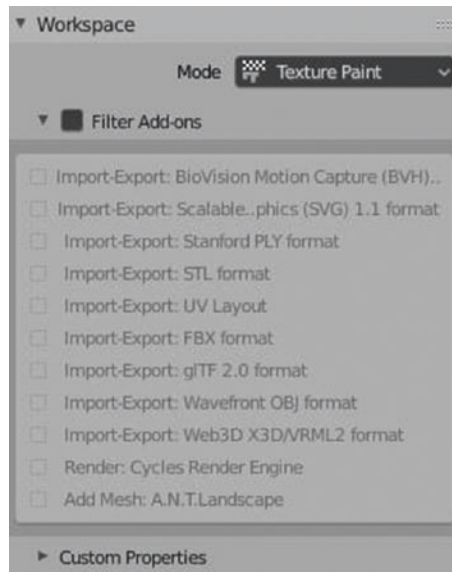 Workspace
Mode Texture Paint
Filter Add-ons
Import-Export: BioVision Motion Capture (BVH)..
Import-Export: Scalable..phics (SVG) 1.1 format
Import-Export: Stanford PLY format
Import-Export: STL format
Import-Export: UV Layout
Import-Export: FBX format
Import-Export: glTF 2.0 format
Import-Export: Wavefront OBJ format
Import-Export: Web3D X3D/VRML2 format
Render: Cycles Render Engine
Add Mesh: A.N.T.Landscape
Custom Properties